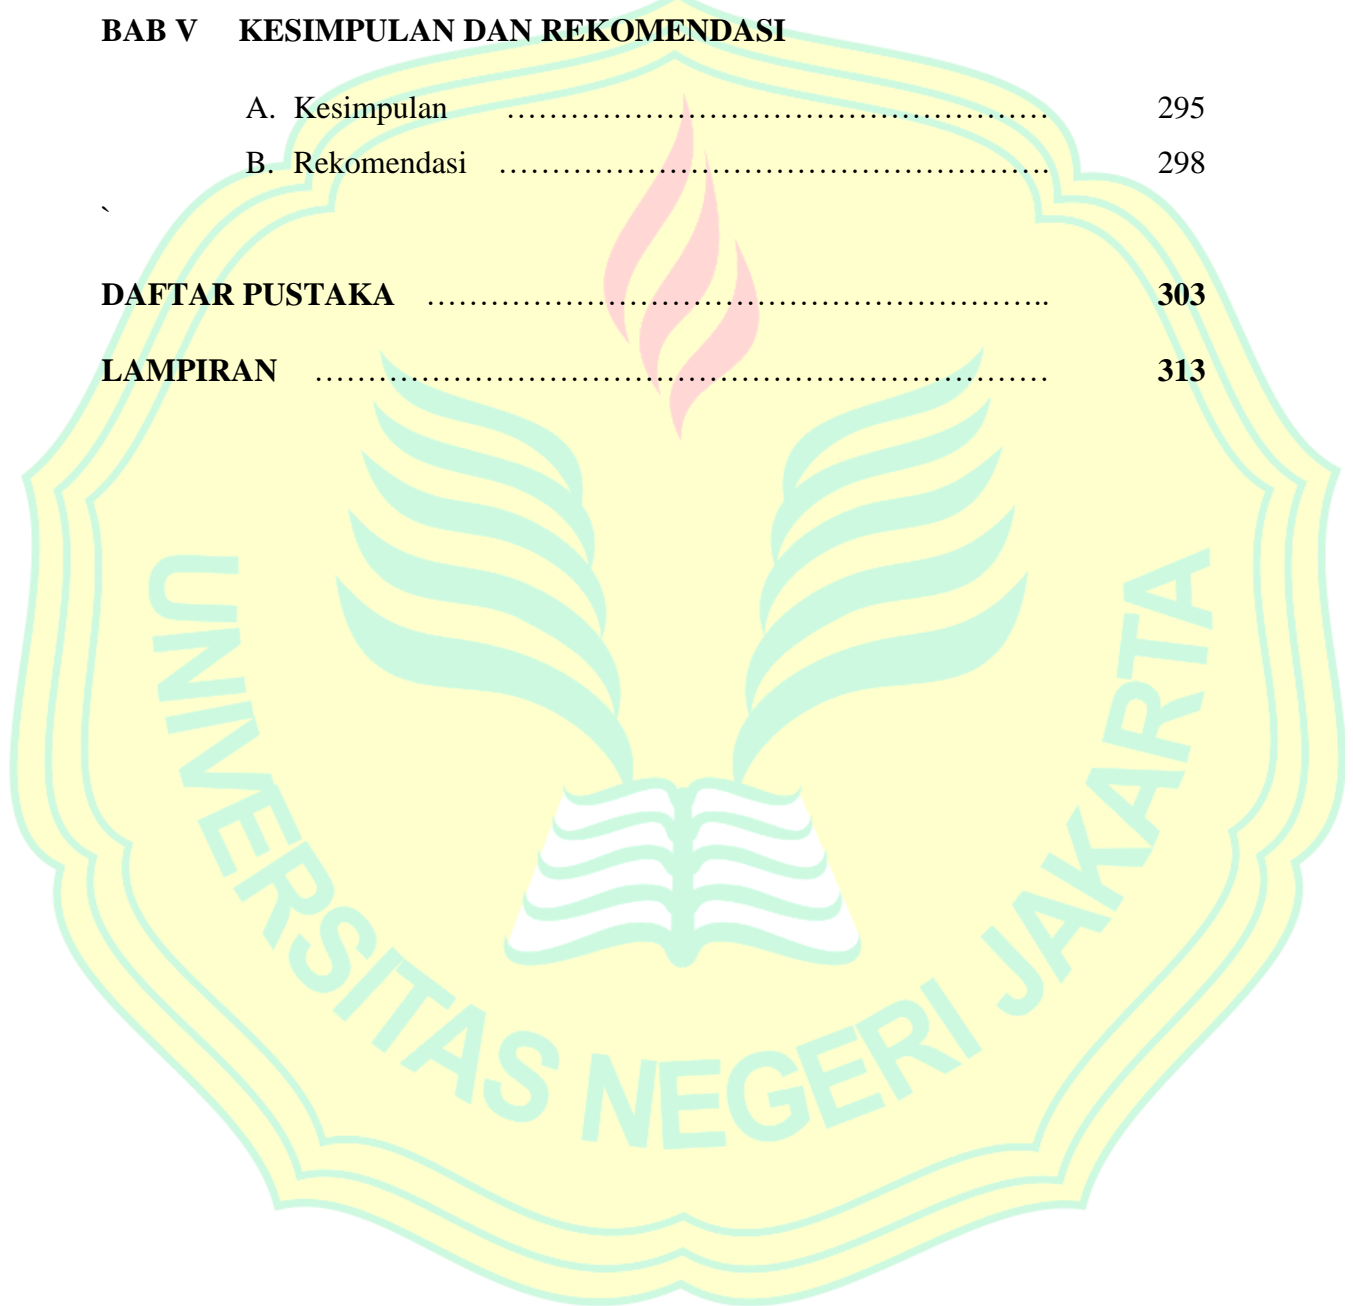 BAB V KESIMPULAN DAN REKOMENDASI
A. Kesimpulan ………………………………………… 295
B. Rekomendasi …………………………………………. 298
`
DAFTAR PUSTAKA ……………………………………………….. 303
LAMPIRAN ………………………………………………………… 313
UNIVERSITAS NEGERI JAKARTA